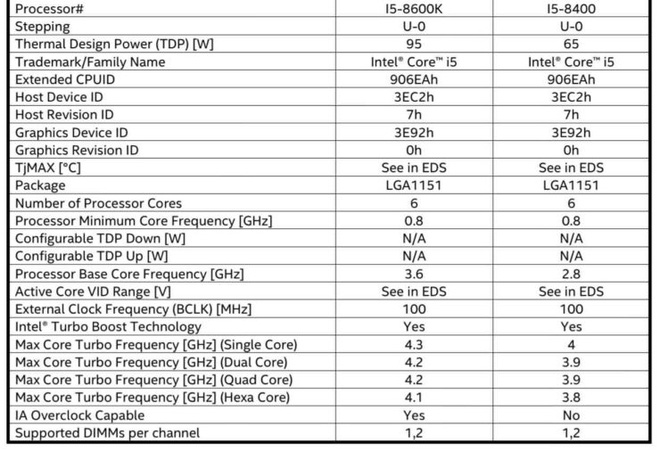 Processor# I5-8600K I5-8400
Stepping U-0 U-0
Thermal Design Power (TDP) [W] 95 65
Trademark/Family Name Intel® Core™ i5 Intel® Core™ i5
Extended CPUID 906EAh 906EAh
Host Device ID 3EC2h 3EC2h
Host Revision ID 7h 7h
Graphics Device ID 3E92h 3E92h
Graphics Revision ID 0h 0h
TjMAX [°C] See in EDS See in EDS
Package LGA1151 LGA1151
Number of Processor Cores 6 6
Processor Minimum Core Frequency [GHz] 0.8 0.8
Configurable TDP Down [W] N/A N/A
Configurable TDP Up [W] N/A N/A
Processor Base Core Frequency [GHz] 3.6 2.8
Active Core VID Range [V] See in EDS See in EDS
External Clock Frequency (BCLK) [MHz] 100 100
Intel® Turbo Boost Technology Yes Yes
Max Core Turbo Frequency [GHz] (Single Core) 4.3 4
Max Core Turbo Frequency [GHz] (Dual Core) 4.2 3.9
Max Core Turbo Frequency [GHz] (Quad Core) 4.2 3.9
Max Core Turbo Frequency [GHz] (Hexa Core) 4.1 3.8
IA Overclock Capable Yes No
Supported DIMMs per channel 1,2 1,2